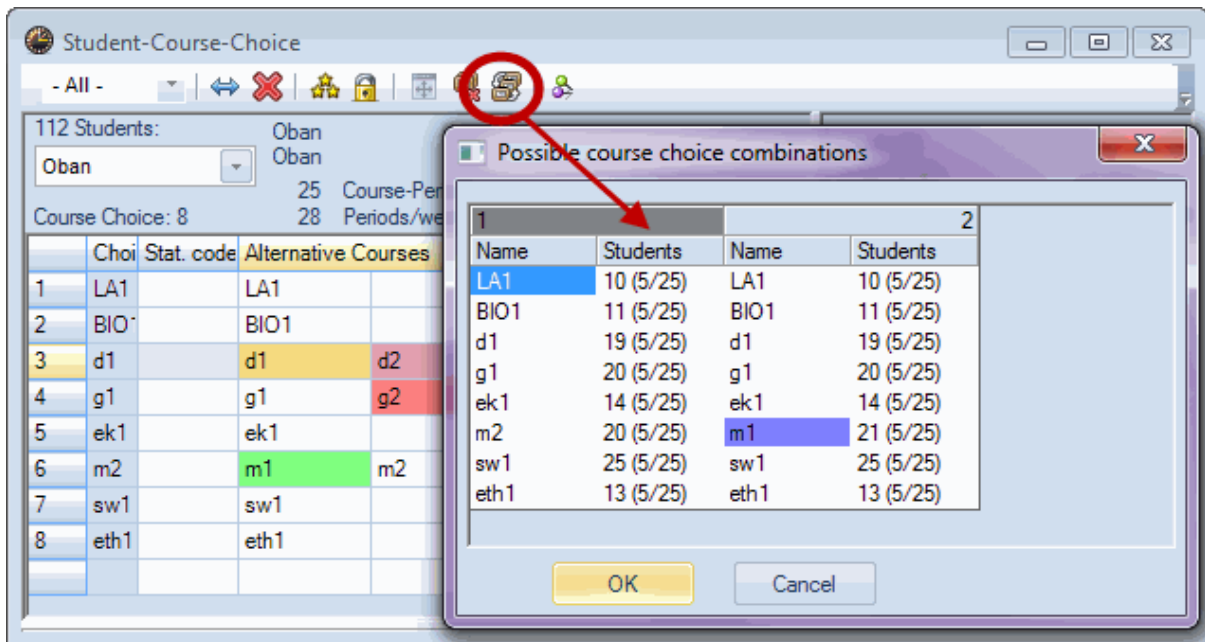 Student-Course-Choice
- All -
112 Students:
Oban
Oban
Oban
25 Course-Per
Course Choice: 8
28 Periods/we
Choi Stat. code Alternative Courses
1 LA1 LA1
2 BIO1 BIO1
3 d1 d1 d2
4 g1 g1 g2
5 ek1 ek1
6 m2 m1 m2
7 sw1 sw1
8 eth1 eth1
Possible course choice combinations
1 2
Name Students Name Students
LA1 10 (5/25) LA1 10 (5/25)
BIO1 11 (5/25) BIO1 11 (5/25)
d1 19 (5/25) d1 19 (5/25)
g1 20 (5/25) g1 20 (5/25)
ek1 14 (5/25) ek1 14 (5/25)
m2 20 (5/25) m1 21 (5/25)
sw1 25 (5/25) sw1 25 (5/25)
eth1 13 (5/25) eth1 13 (5/25)
OK Cancel